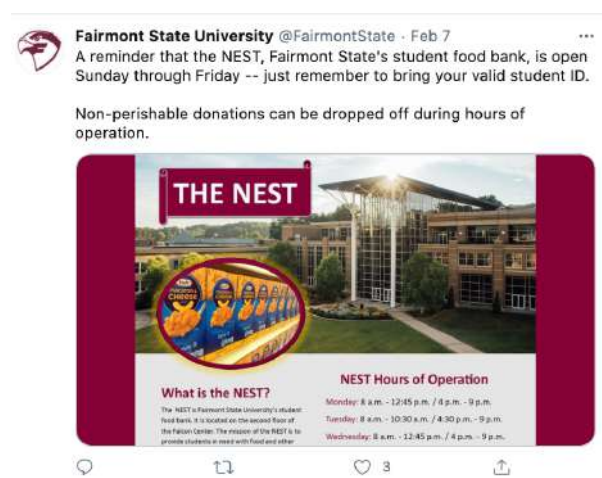 Fairmont State University @FairmontState · Feb 7 ...
A reminder that the NEST, Fairmont State's student food bank, is open
Sunday through Friday -- just remember to bring your valid student ID.
Non-perishable donations can be dropped off during hours of
operation.
THE NEST
CHEESE
What is the NEST?
The NEST is Fairmont State University's student
food bank. It is located on the second floor of
the Falcon Center. The mission of the NEST is to
provide students in need with food and other
NEST Hours of Operation
Monday: 8 a.m. - 12:45 p.m. / 4 p.m. - 9 p.m.
Tuesday: 8 a.m. - 10:30 a.m. / 4:30 p.m. - 9 p.m.
Wednesday: 8 a.m. - 12:45 p.m. / 4 p.m. - 9 p.m.
3